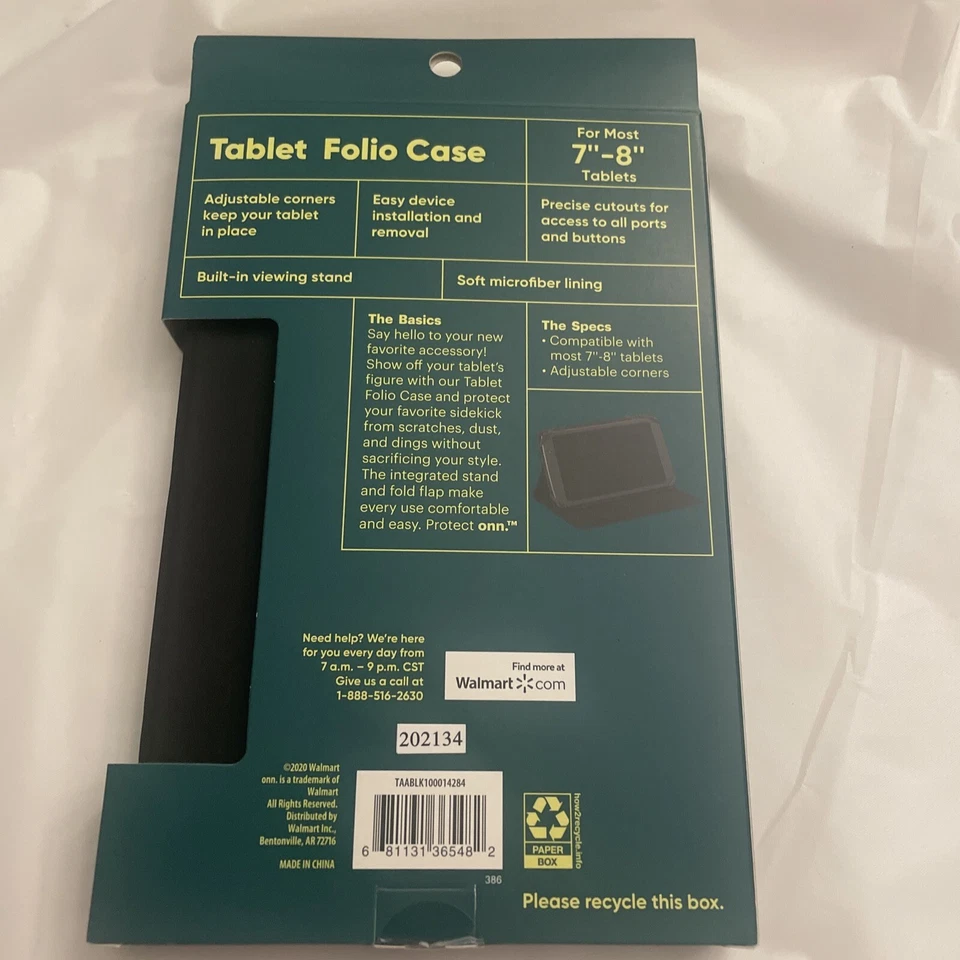 Tablet Folio Case
For Most
7"-8"
Tablets
Adjustable corners
keep your tablet
in place
Easy device
installation and
removal
Precise cutouts for
access to all ports
and buttons
Built-in viewing stand
Soft microfiber lining
The Basics
Say hello to your new
favorite accessory!
Show off your tablet's
figure with our Tablet
Folio Case and protect
your favorite sidekick
from scratches, dust,
and dings without
sacrificing your style.
The integrated stand
and fold flap make
every use comfortable
and easy. Protect onn.™
The Specs
• Compatible with
most 7"-8" tablets
• Adjustable corners
Need help? We're here
for you every day from
7 a.m. – 9 p.m. CST
Give us a call at
1-888-516-2630
Find more at
Walmart com
202134
©2020 Walmart
onn. is a trademark of
Walmart
All Rights Reserved.
Distributed by
Walmart Inc.,
Bentonville, AR 72716
MADE IN CHINA
TAABLK100014284
6 81131 36548 2
386
PAPER
BOX
how2recycle.info
Please recycle this box.